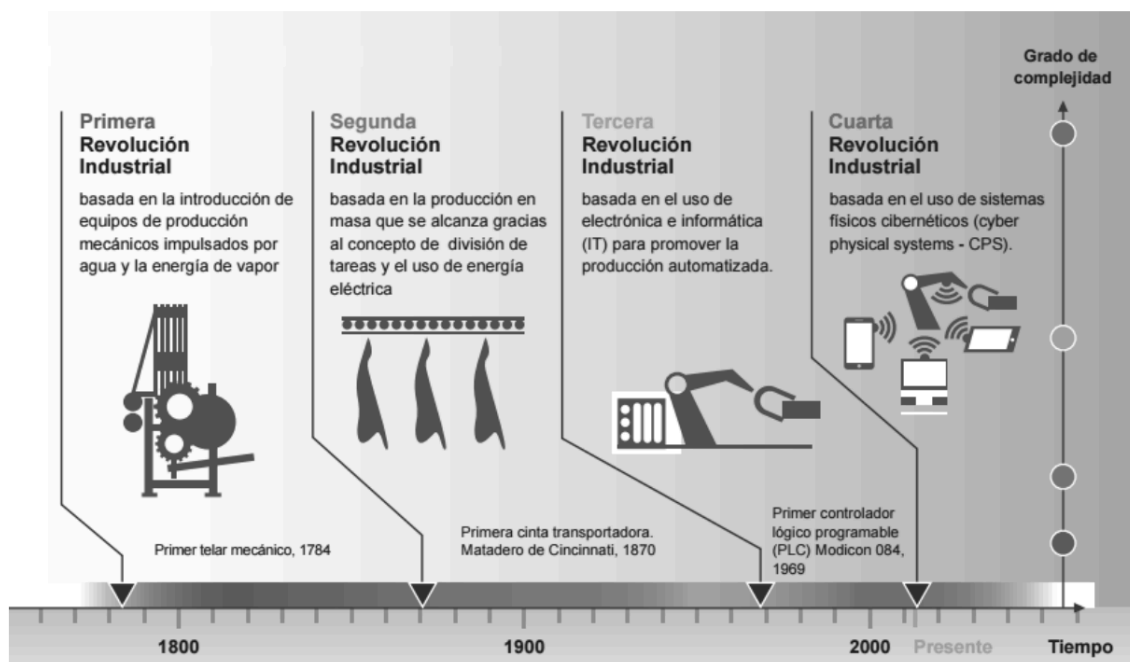 Grado de
complejidad
Primera
Revolución
Industrial
basada en la introducción de
equipos de producción
mecánicos impulsados por
agua y la energía de vapor
Segunda
Revolución
Industrial
basada en la producción en
masa que se alcanza gracias
al concepto de división de
tareas y el uso de energía
eléctrica
Tercera
Revolución
Industrial
basada en el uso de
electrónica e informática
(IT) para promover la
producción automatizada.
Cuarta
Revolución
Industrial
basada en el uso de sistemas
físicos cibernéticos (cyber
physical systems - CPS).
Primer telar mecánico, 1784
Primera cinta transportadora.
Matadero de Cincinnati, 1870
Primer controlador
lógico programable
(PLC) Modicon 084,
1969
1800
1900
2000
Presente
Tiempo